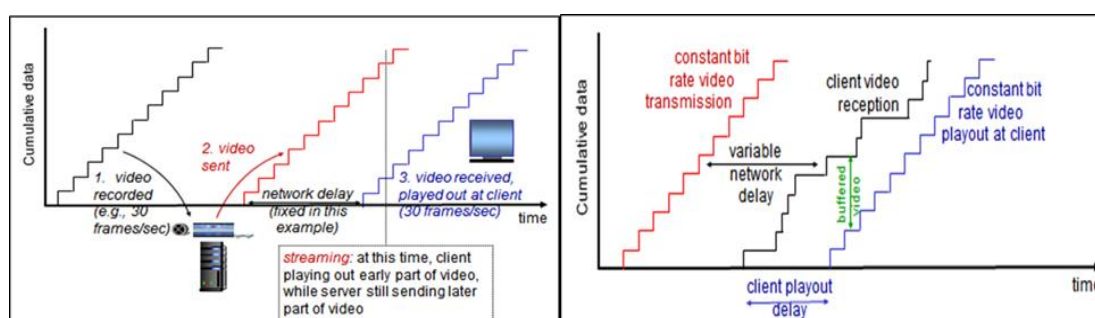 Cumulative data
1. video
recorded
(e.g., 30
frames/sec)
2. video
sent
network delay
(fixed in this
example)
3. video received,
played out at client
(30 frames/sec)
time
streaming: at this time, client
playing out early part of video,
while server still sending later
part of video
Cumulative data
constant bit
rate video
transmission
variable
network
delay
client video
reception
buffered
video
constant bit
rate video
playout at client
client playout
delay
time